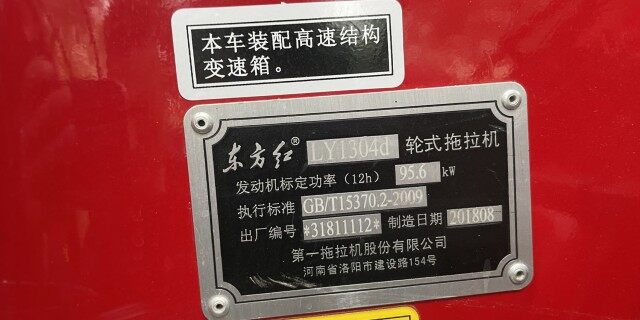 本车装配高速结构
变速箱。
东方红® LY1304d 轮式拖拉机
发动机标定功率（12h） 95.6 kW
执行标准 GB/T15370.2-2009
出厂编号 *31811112* 制造日期 201808
第一拖拉机股份有限公司
河南省洛阳市建设路154号